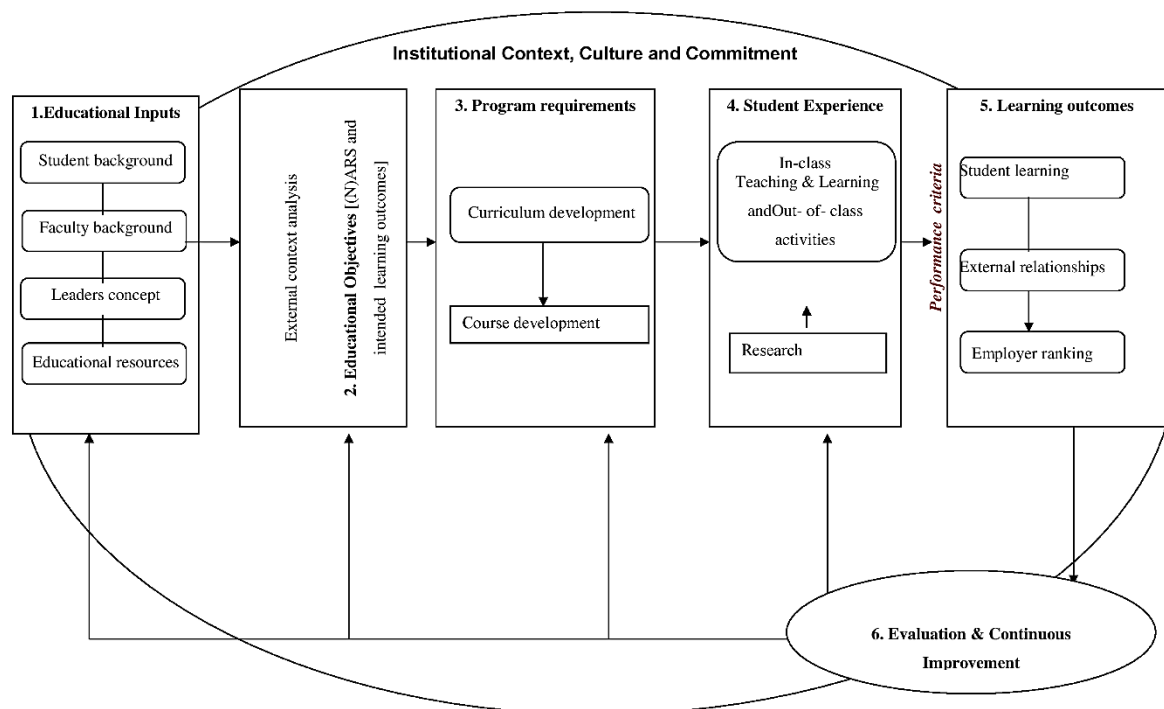 Institutional Context, Culture and Commitment
1.Educational Inputs
Student background
Faculty background
Leaders concept
Educational resources
External context analysis
2. Educational Objectives [(N)ARS and
intended learning outcomes]
3. Program requirements
Curriculum development
Course development
4. Student Experience
In-class
Teaching & Learning
andOut- of- class
activities
Research
Performance criteria
5. Learning outcomes
Student learning
External relationships
Employer ranking
6. Evaluation & Continuous
Improvement